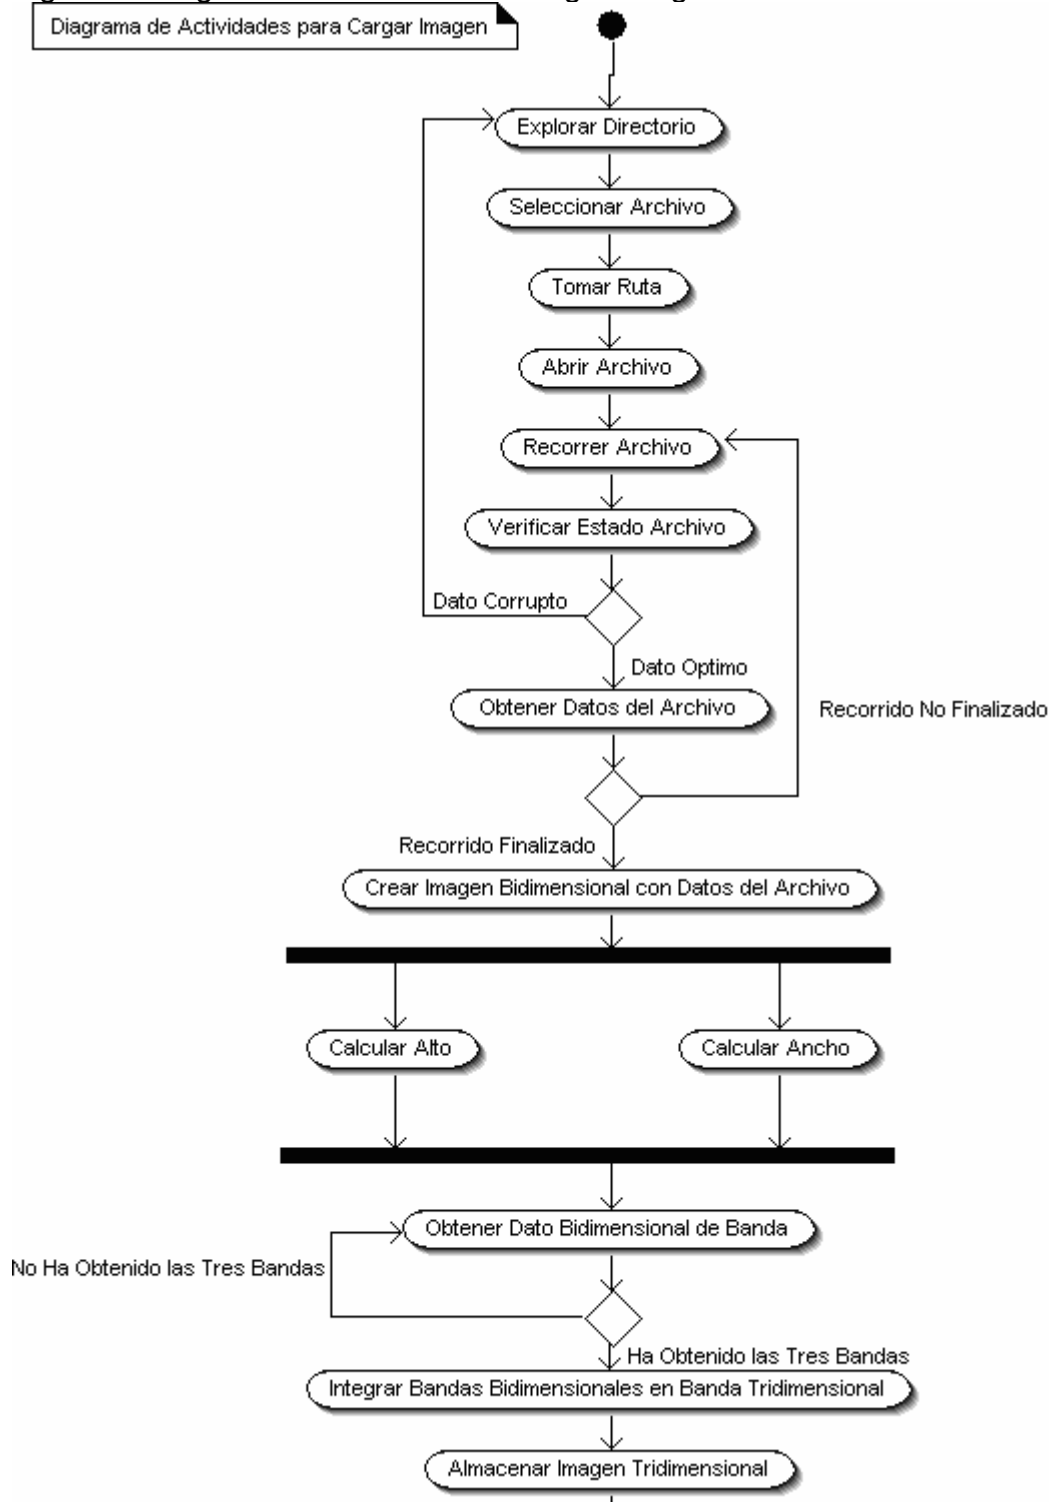 Diagrama de Actividades para Cargar Imagen
Explorar Directorio
Seleccionar Archivo
Tomar Ruta
Abrir Archivo
Recorrer Archivo
Verificar Estado Archivo
Dato Corrupto
Dato Optimo
Obtener Datos del Archivo
Recorrido No Finalizado
Recorrido Finalizado
Crear Imagen Bidimensional con Datos del Archivo
Calcular Alto
Calcular Ancho
Obtener Dato Bidimensional de Banda
No Ha Obtenido las Tres Bandas
Ha Obtenido las Tres Bandas
Integrar Bandas Bidimensionales en Banda Tridimensional
Almacenar Imagen Tridimensional